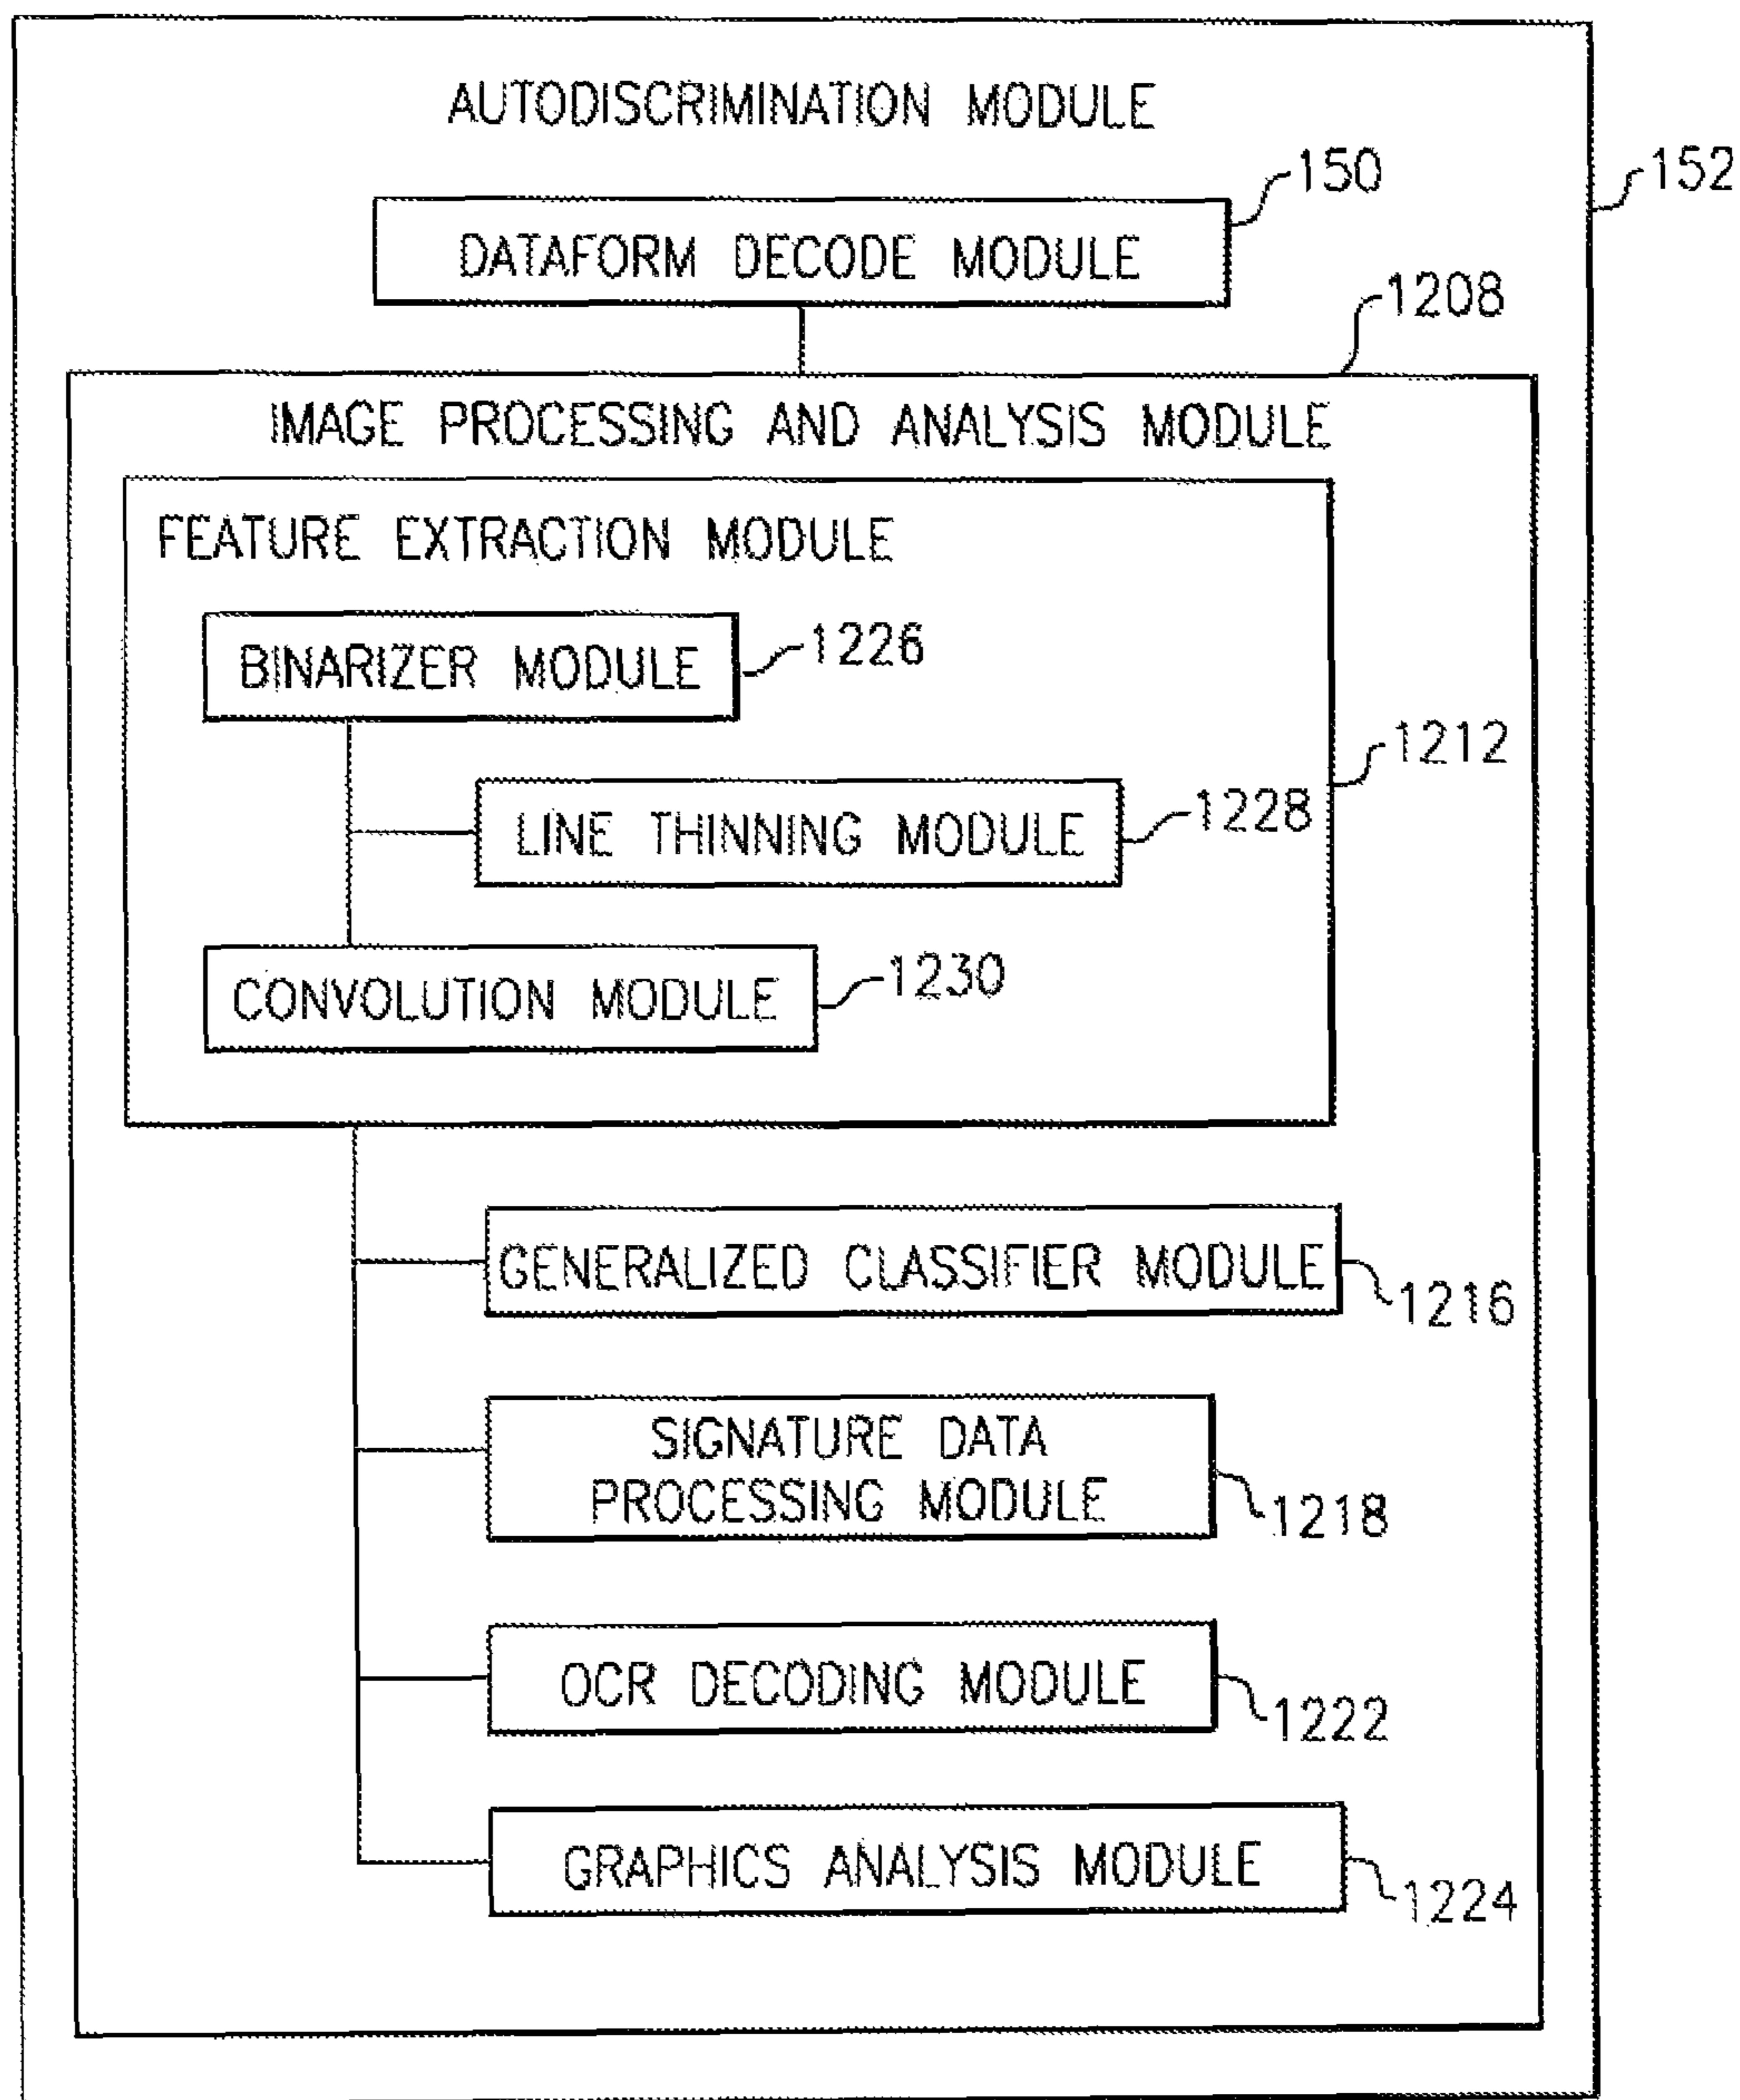 AUTODISCRIMINATION MODULE
150
152
DATAFORM DECODE MODULE
1208
IMAGE PROCESSING AND ANALYSIS MODULE
FEATURE EXTRACTION MODULE
1226
BINARIZER MODULE
1212
1228
LINE THINNING MODULE
1230
CONVOLUTION MODULE
GENERALIZED CLASSIFIER MODULE
1216
SIGNATURE DATA
PROCESSING MODULE
1218
OCR DECODING MODULE
1222
GRAPHICS ANALYSIS MODULE
1224